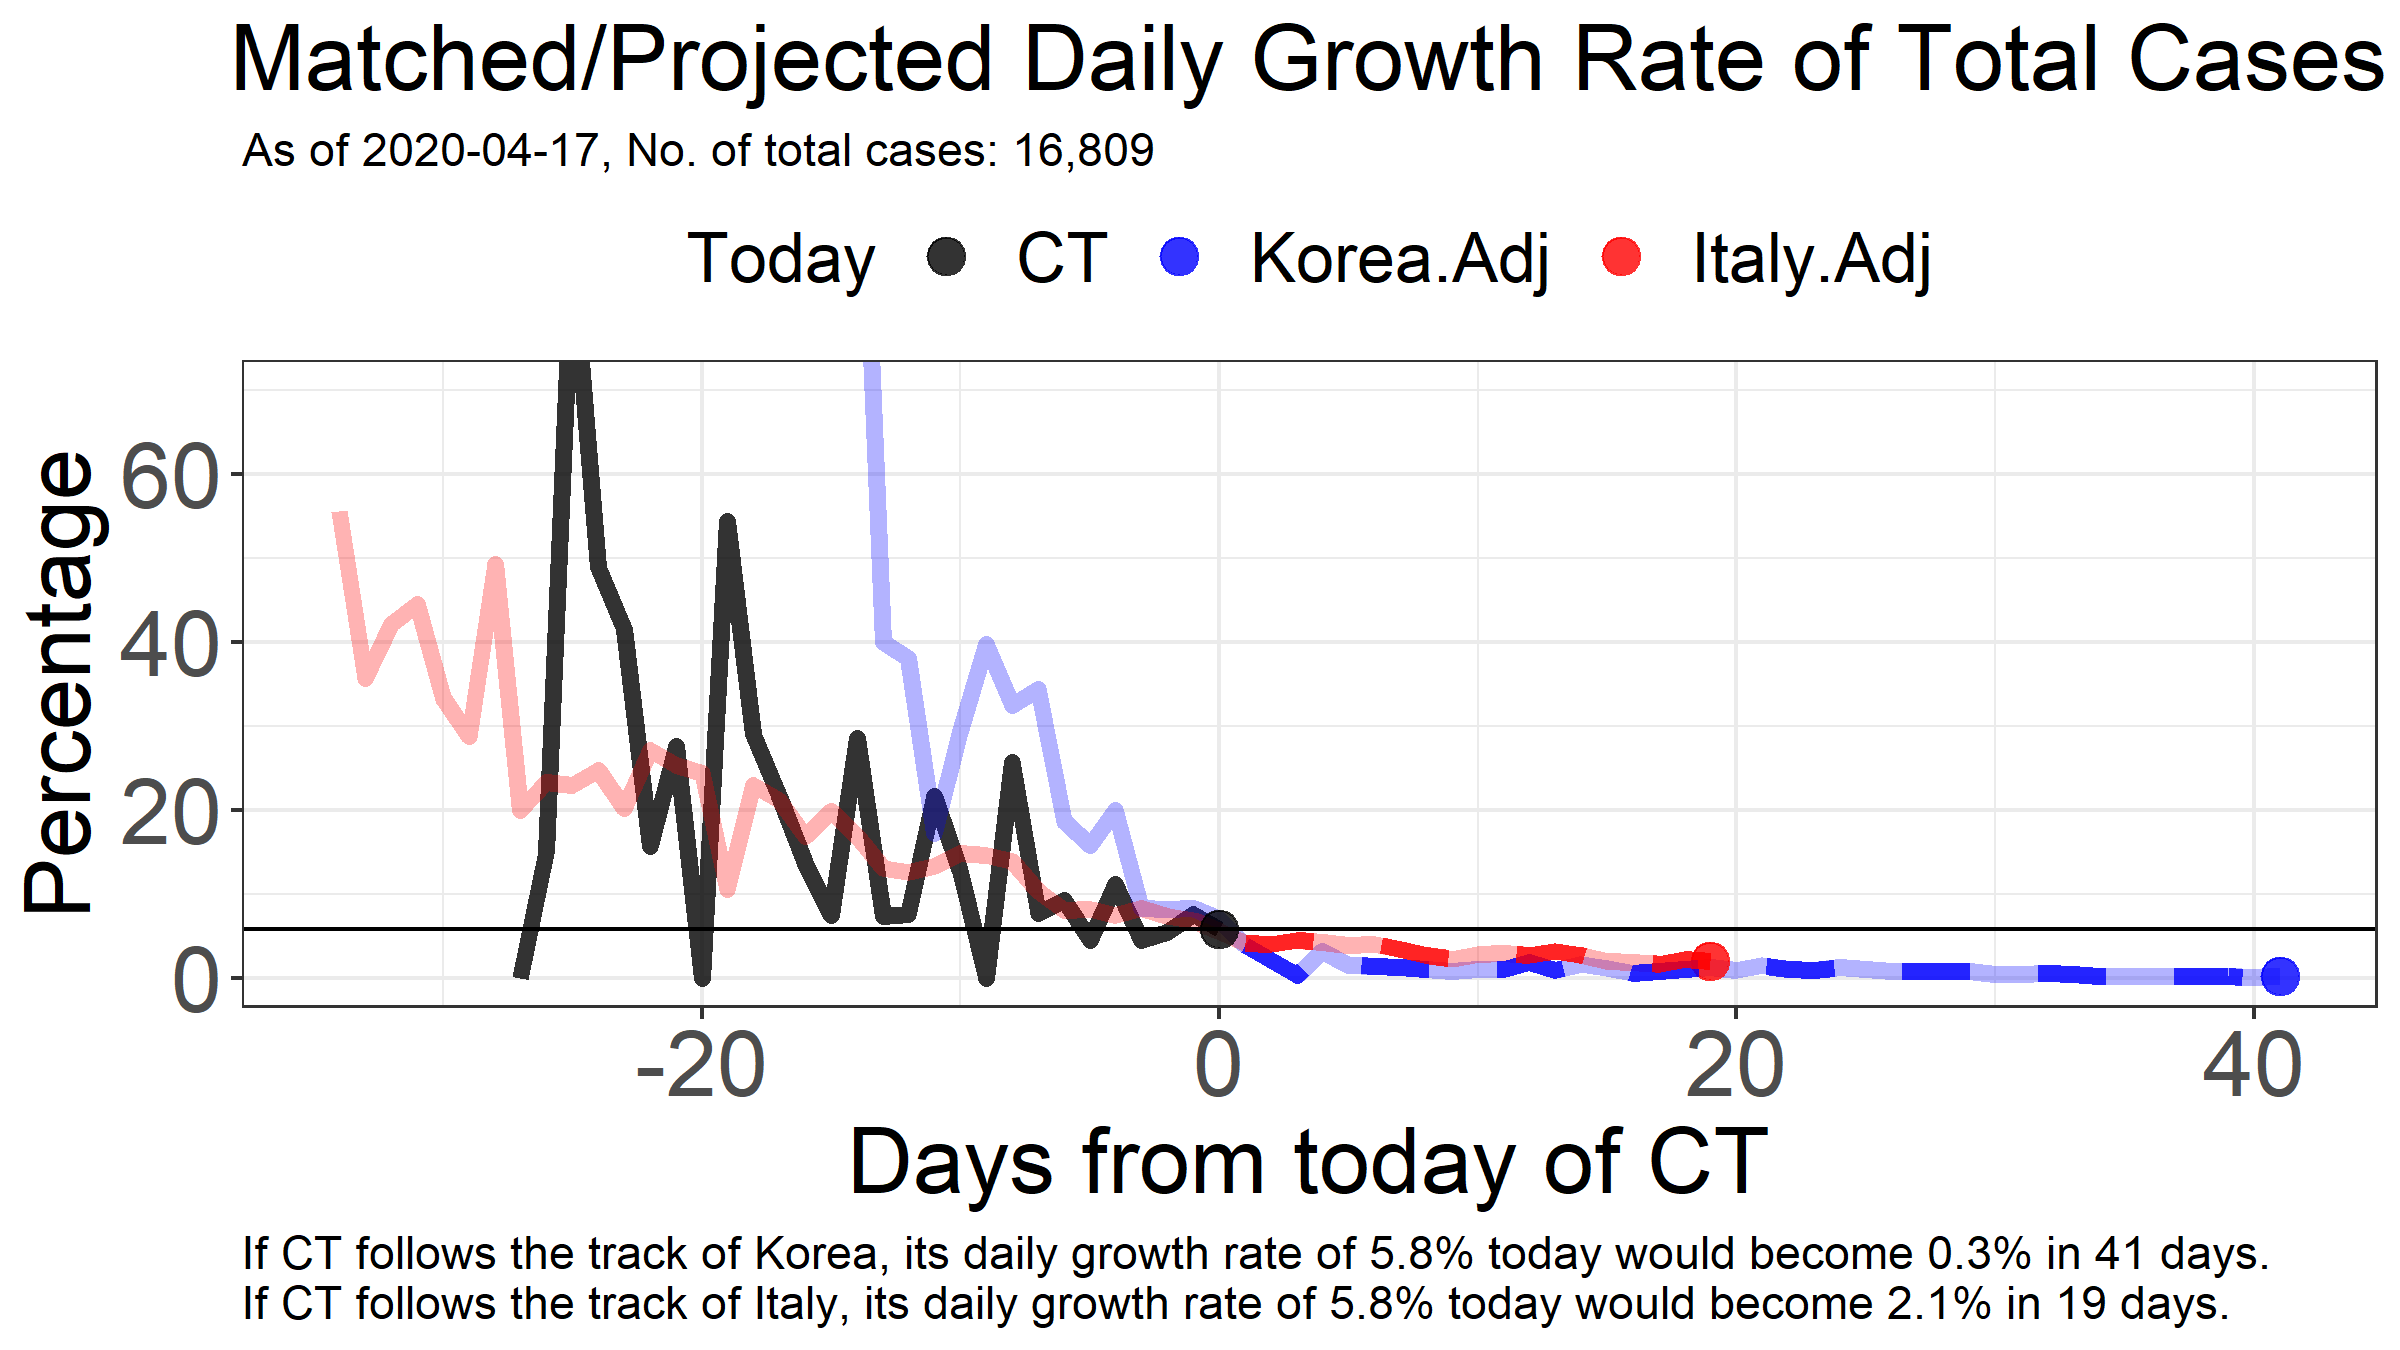 Matched/Projected Daily Growth Rate of Total Cases
As of 2020-04-17, No. of total cases: 16,809
Today CT Korea.Adj Italy.Adj
Percentage
60
40
20
0
-20 0 20 40
Days from today of CT
If CT follows the track of Korea, its daily growth rate of 5.8% today would become 0.3% in 41 days.
If CT follows the track of Italy, its daily growth rate of 5.8% today would become 2.1% in 19 days.